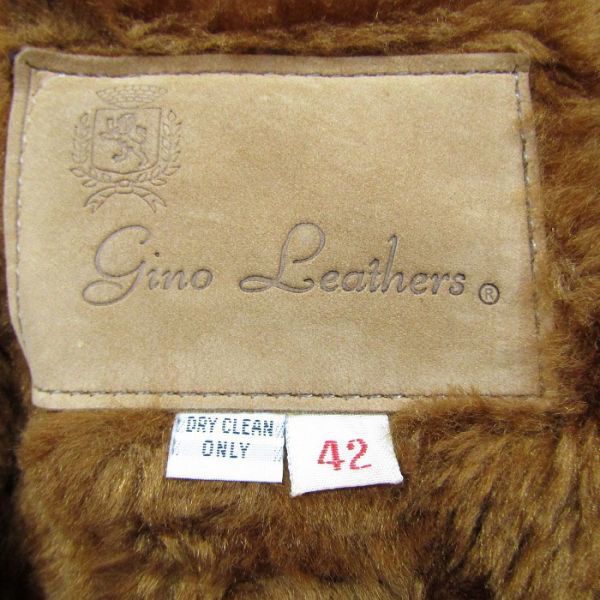 Gino Leathers ®
DRY CLEAN
ONLY
42